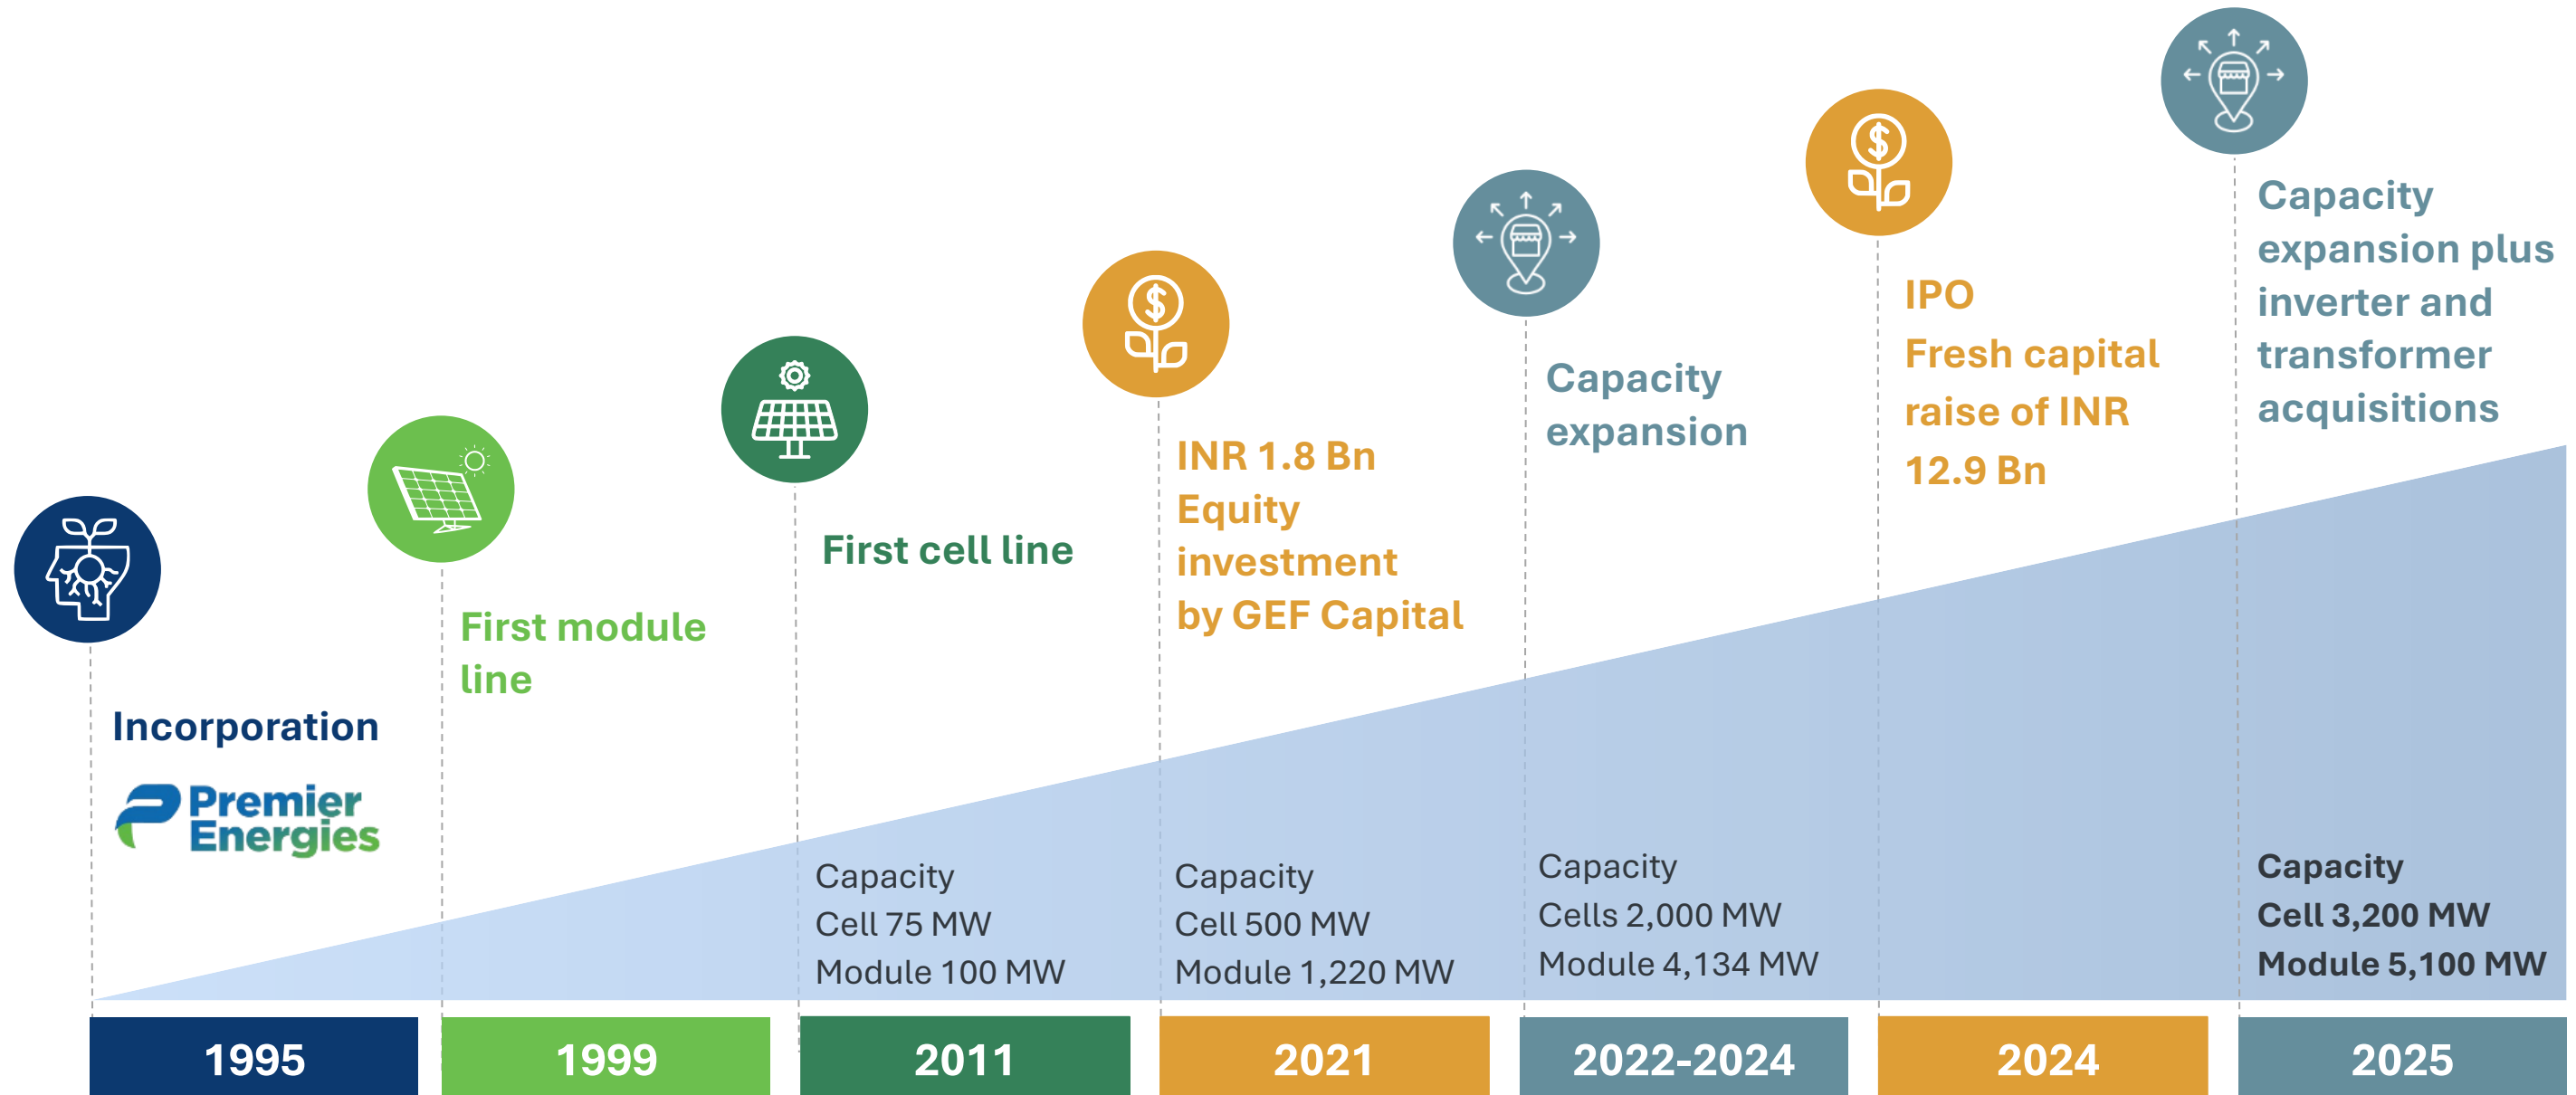 Incorporation
Premier
Energies
1995
First module
line
1999
First cell line
Capacity
Cell 75 MW
Module 100 MW
2011
INR 1.8 Bn
Equity
investment
by GEF Capital
Capacity
Cell 500 MW
Module 1,220 MW
2021
Capacity
expansion
Capacity
Cells 2,000 MW
Module 4,134 MW
2022-2024
IPO
Fresh capital
raise of INR
12.9 Bn
2024
Capacity
expansion plus
inverter and
transformer
acquisitions
Capacity
Cell 3,200 MW
Module 5,100 MW
2025